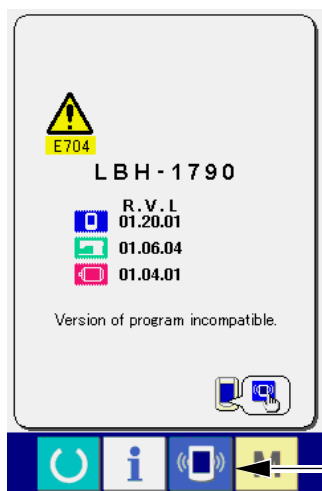 E704
LBH-1790
R.V.L
01.20.01
01.06.04
01.04.01
Version of program incompatible.
i
M